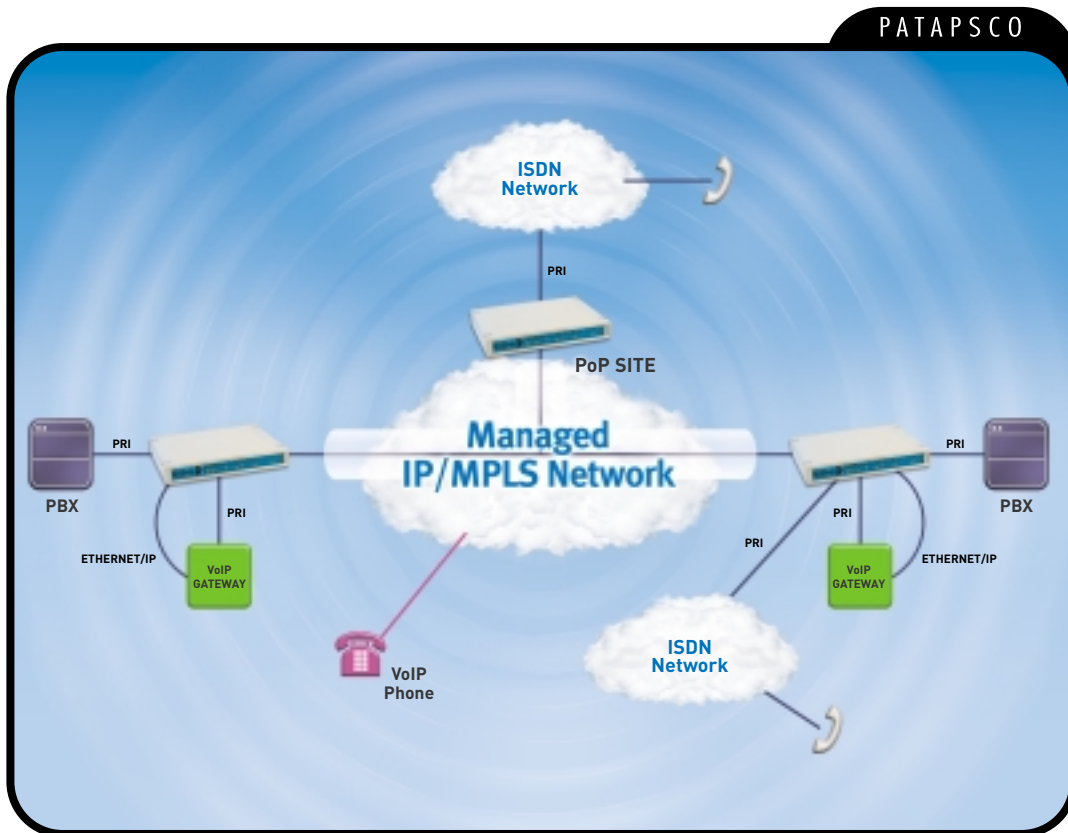 PATAPSCO
ISDN
Network
PRI
PoP SITE
Managed
IP/MPLS Network
PRI
PBX
PRI
ETHERNET/IP
VoIP
GATEWAY
PRI
PBX
PRI
PRI
ETHERNET/IP
VoIP
GATEWAY
ISDN
Network
VoIP
Phone